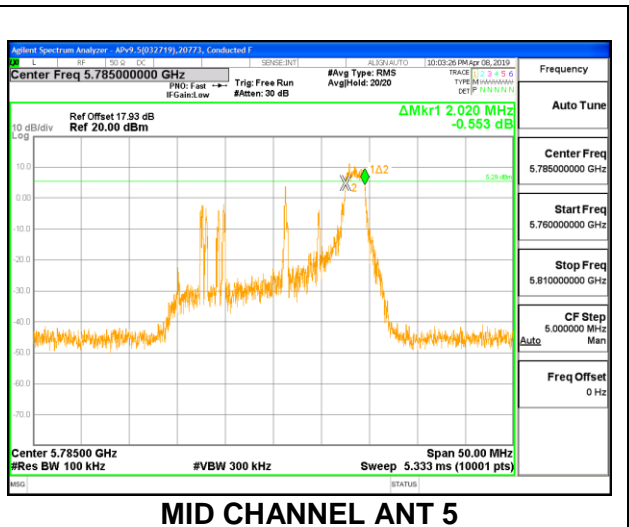 Agilent Spectrum Analyzer - APv9.5(032719),20773, Conducted F
L RF 50 Ω DC SENSE:INT ALIGN AUTO 10:03:26 PM Apr 08, 2019
Center Freq 5.785000000 GHz
PNO: Fast
IFGain:Low
Trig: Free Run
#Atten: 30 dB
#Avg Type: RMS
Avg|Hold: 20/20
TRACE 1 2 3 4 5 6
TYPE M
DET P N N N N N
Frequency
Auto Tune
Center Freq
5.785000000 GHz
Start Freq
5.760000000 GHz
Stop Freq
5.810000000 GHz
CF Step
5.000000 MHz
Auto Man
Freq Offset
0 Hz
Ref Offset 17.93 dB
10 dB/div Ref 20.00 dBm
Log
ΔMkr1 2.020 MHz
-0.553 dB
10.0
0.00
-10.0
-20.0
-30.0
-40.0
-50.0
-60.0
-70.0
1Δ2
2
Center 5.78500 GHz
Span 50.00 MHz
#Res BW 100 kHz #VBW 300 kHz Sweep 5.333 ms (10001 pts)
MSG STATUS
MID CHANNEL ANT 5